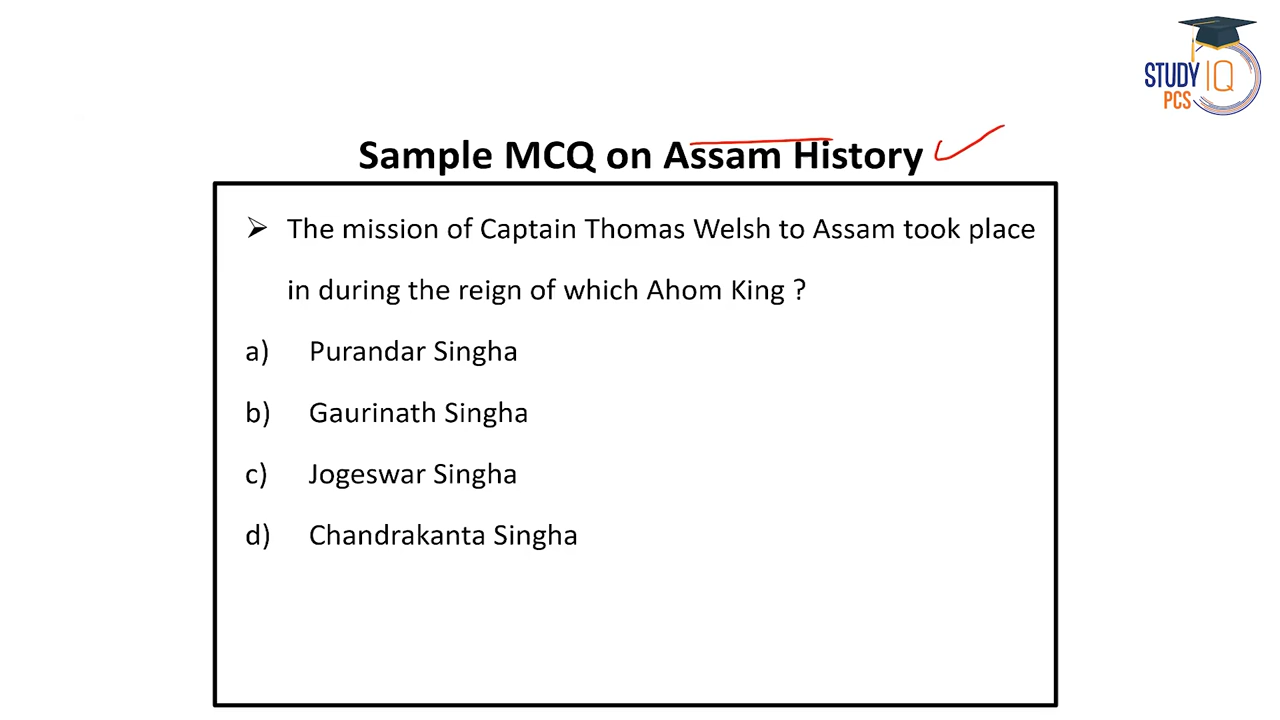 STUDY IQ
PCS
Sample MCQ on Assam History
➢ The mission of Captain Thomas Welsh to Assam took place
in during the reign of which Ahom King ?
a) Purandar Singha
b) Gaurinath Singha
c) Jogeswar Singha
d) Chandrakanta Singha